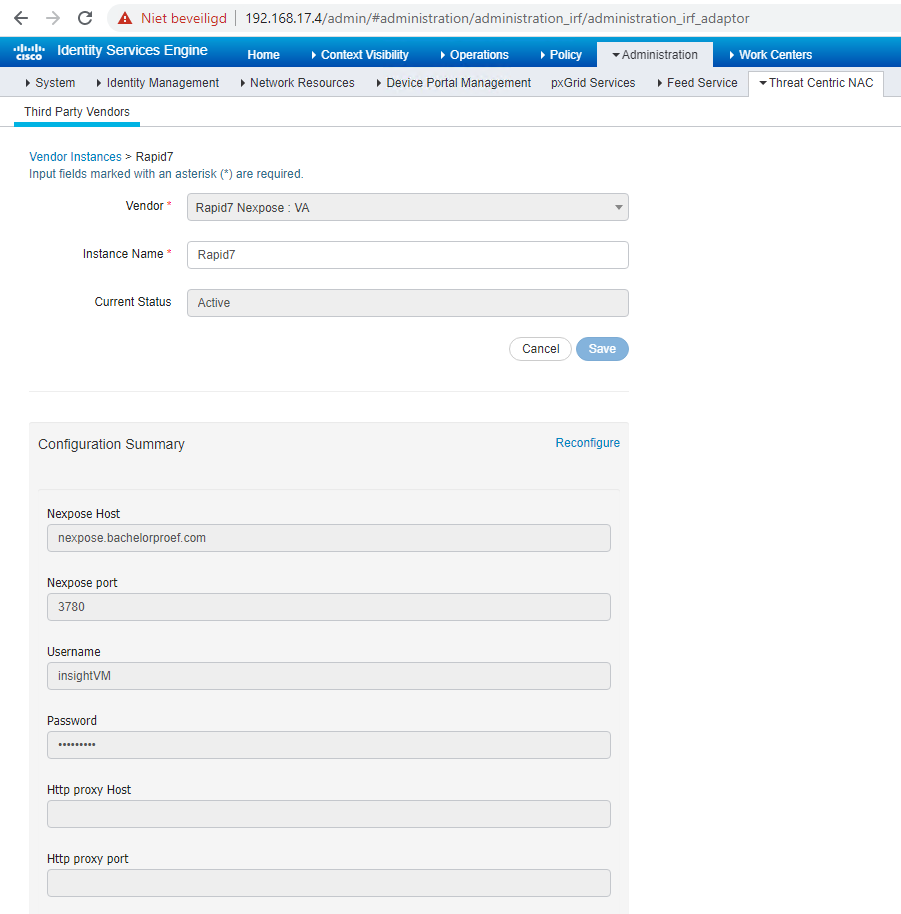 Niet beveiligd 192.168.17.4/admin/#administration/administration_irf/administration_irf_adaptor
cisco Identity Services Engine Home Context Visibility Operations Policy Administration Work Centers
System Identity Management Network Resources Device Portal Management pxGrid Services Feed Service Threat Centric NAC
Third Party Vendors
Vendor Instances > Rapid7
Input fields marked with an asterisk (*) are required.
Vendor * Rapid7 Nexpose : VA
Instance Name * Rapid7
Current Status Active
Cancel Save
Configuration Summary Reconfigure
Nexpose Host
nexpose.bachelorproef.com
Nexpose port
3780
Username
insightVM
Password
•••••••••
Http proxy Host
Http proxy port